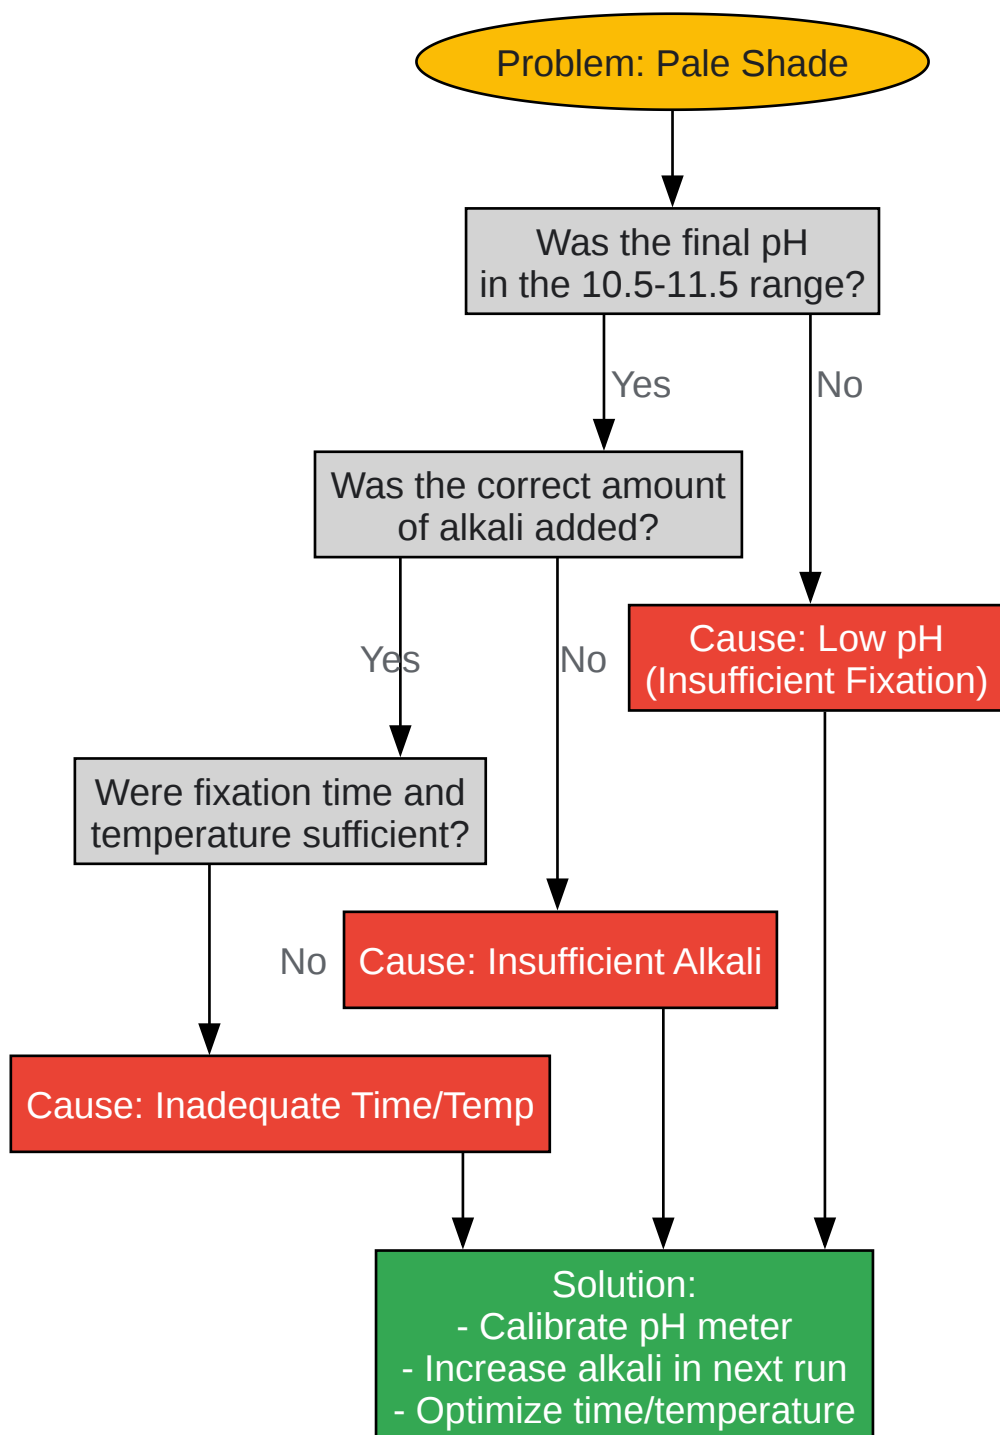 Problem: Pale Shade
Was the final pH
in the 10.5-11.5 range?
Yes
No
Was the correct amount
of alkali added?
Cause: Low pH
(Insufficient Fixation)
Yes
No
Were fixation time and
temperature sufficient?
No
Cause: Insufficient Alkali
Cause: Inadequate Time/Temp
Solution:
- Calibrate pH meter
- Increase alkali in next run
- Optimize time/temperature